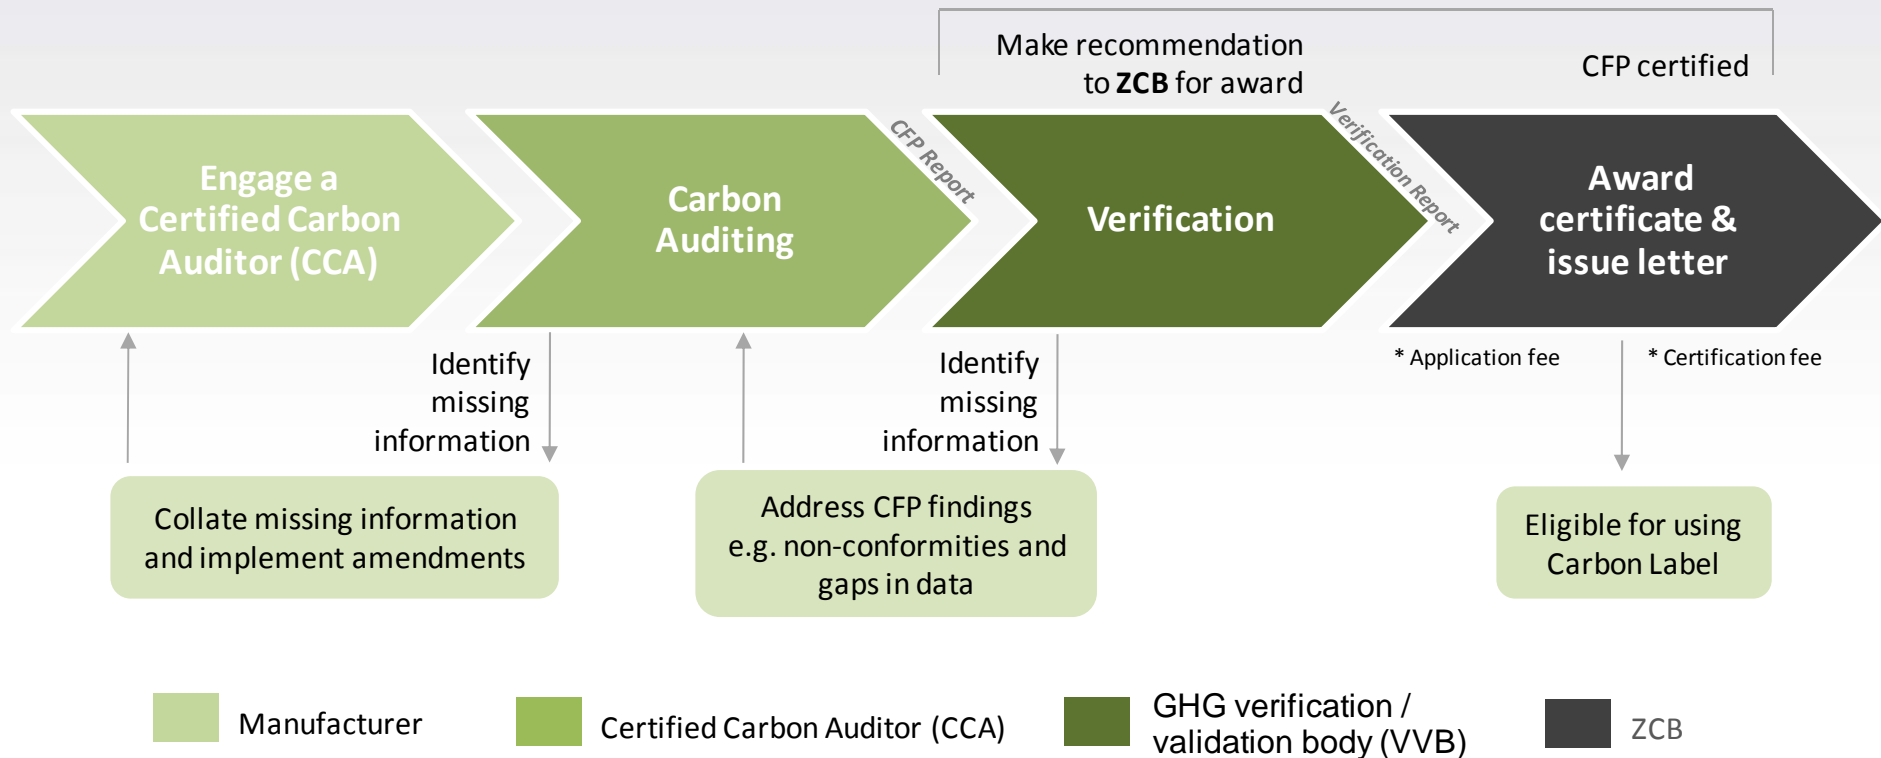 Make recommendation
to ZCB for award
CFP certified
Engage a
Certified Carbon
Auditor (CCA)
Carbon
Auditing
CFP Report
Verification
Verification Report
Award
certificate &
issue letter
Identify
missing
information
Identify
missing
information
* Application fee
* Certification fee
Collate missing information
and implement amendments
Address CFP findings
e.g. non-conformities and
gaps in data
Eligible for using
Carbon Label
Manufacturer
Certified Carbon Auditor (CCA)
GHG verification /
validation body (VVB)
ZCB